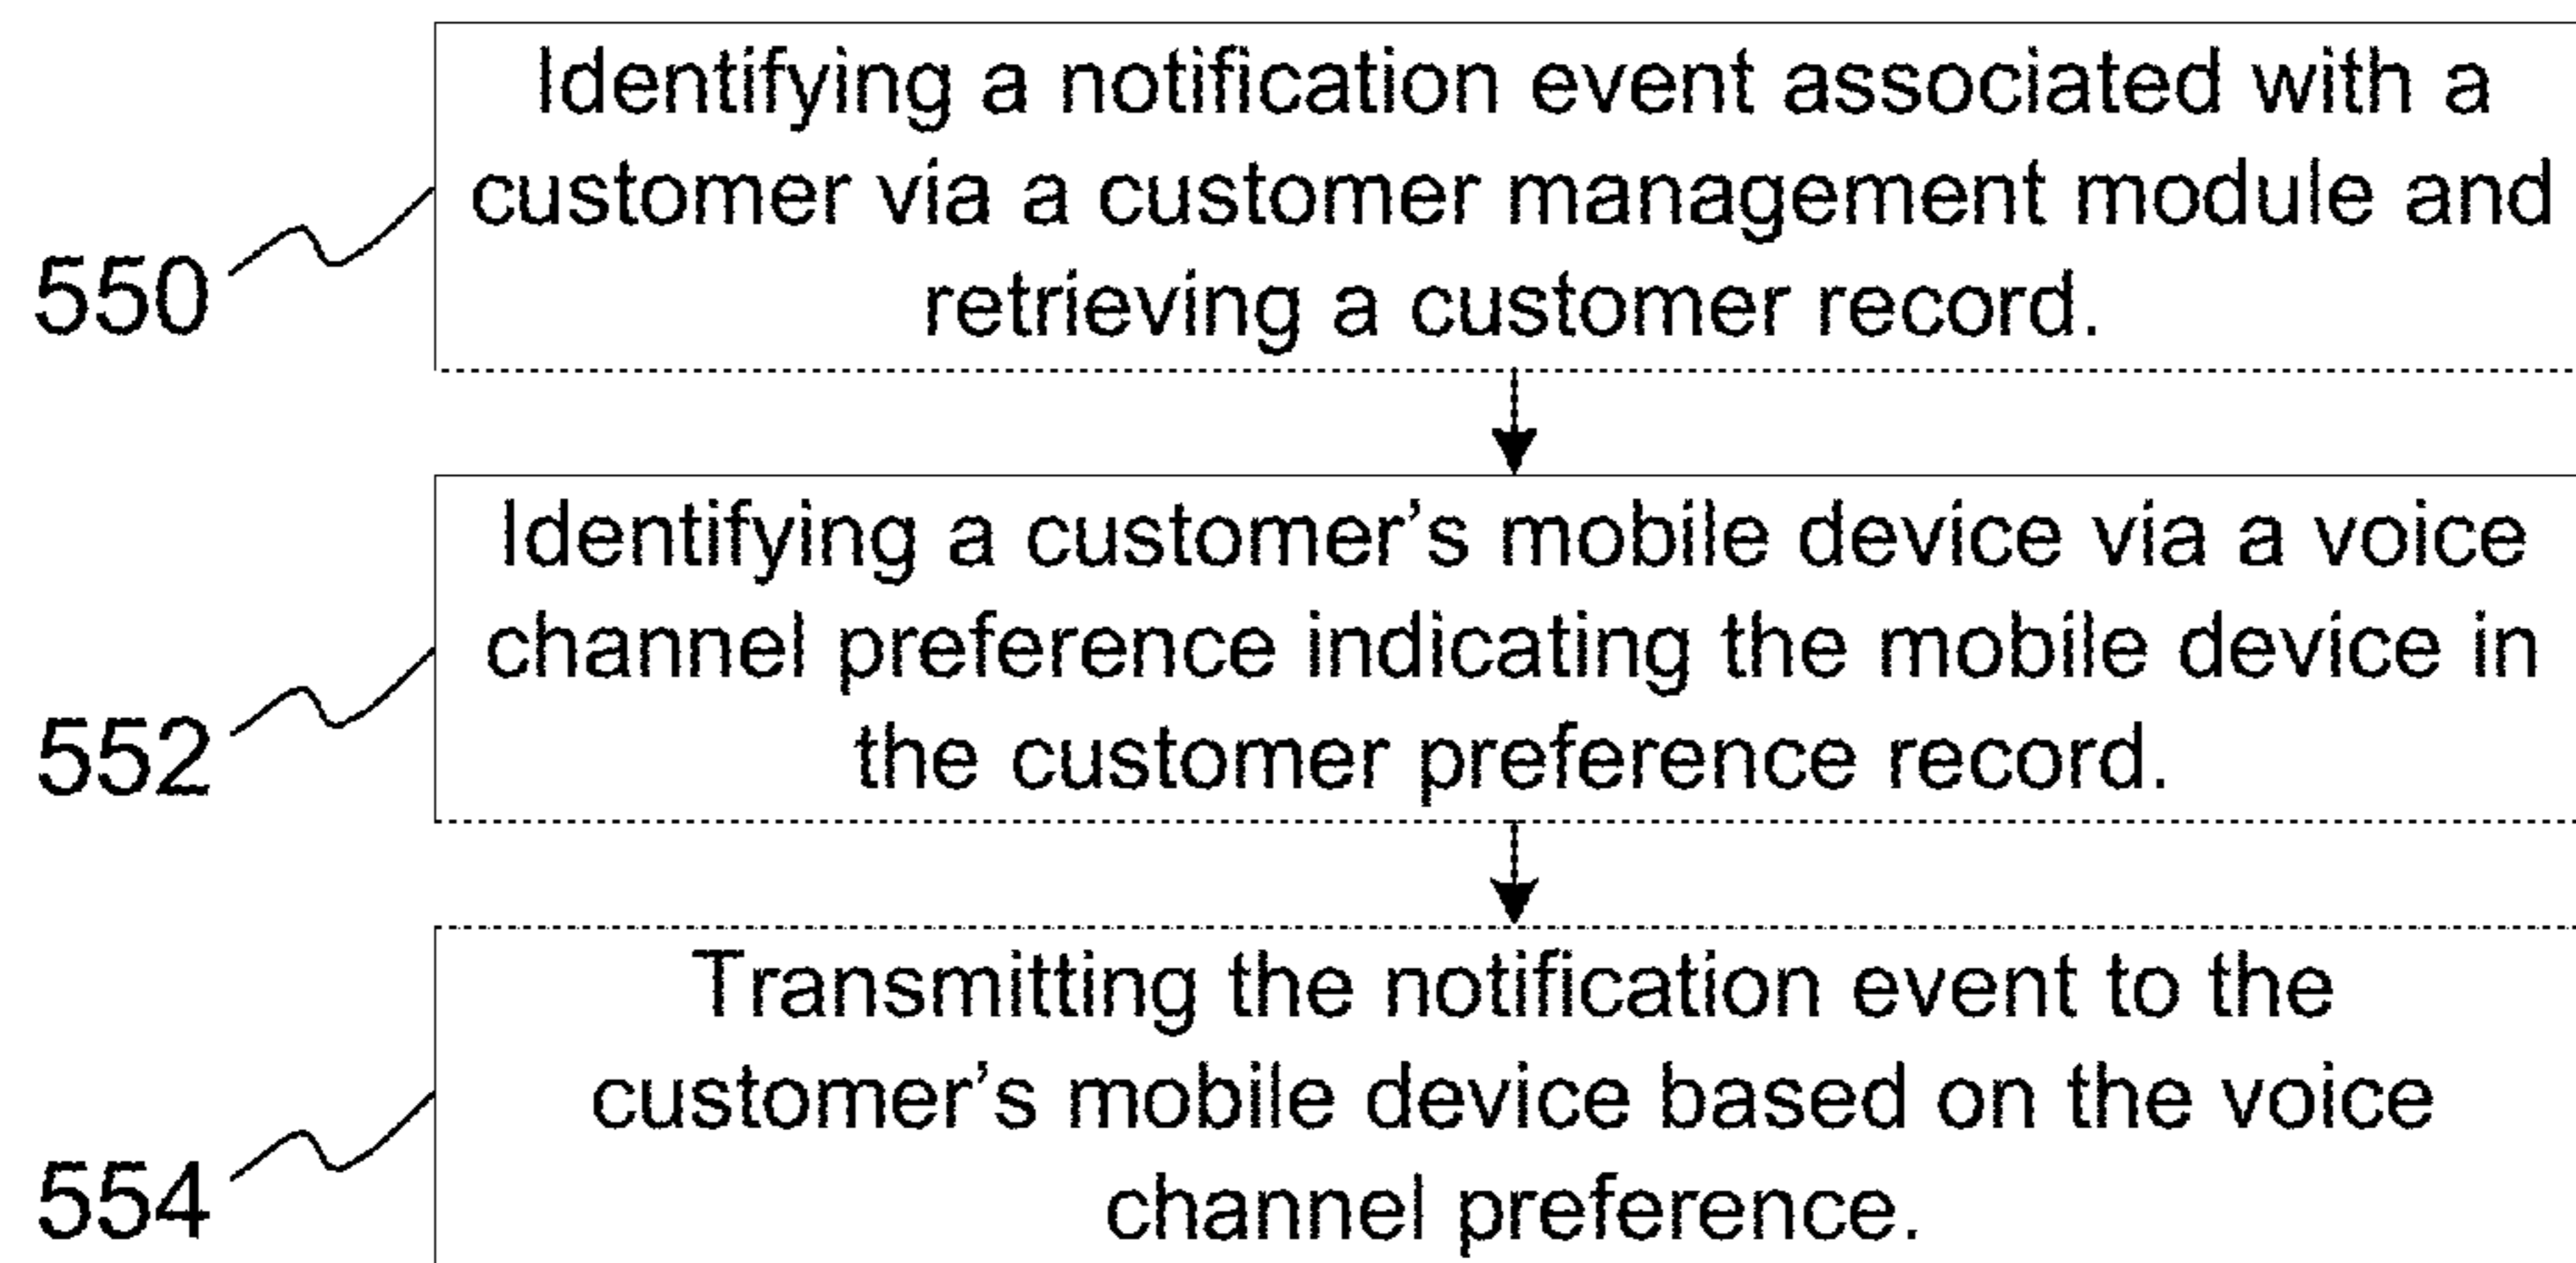 Identifying a notification event associated with a
customer via a customer management module and
retrieving a customer record.
550
Identifying a customer’s mobile device via a voice
channel preference indicating the mobile device in
the customer preference record.
552
Transmitting the notification event to the
customer’s mobile device based on the voice
channel preference.
554